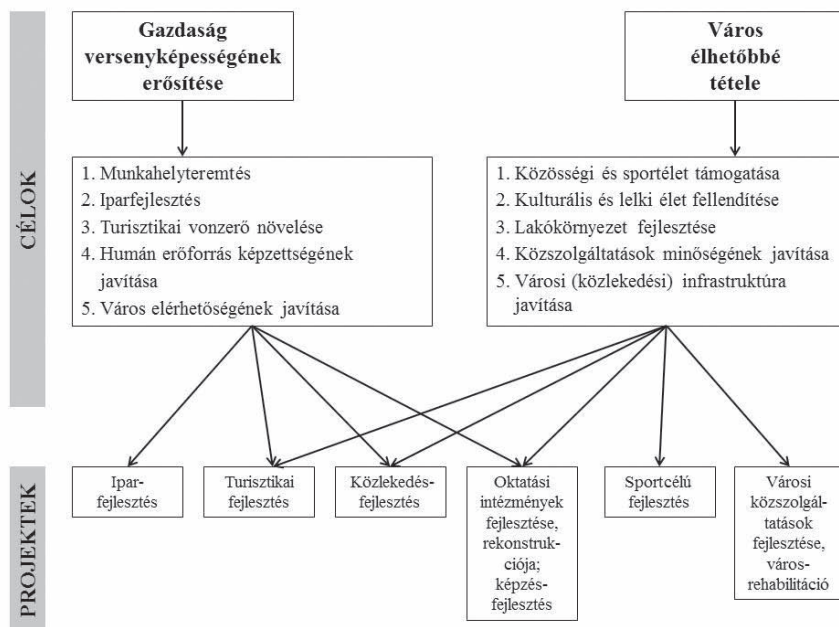 CÉLOK
Gazdaság
versenyképességének
erősítése
Város
élhetőbbé
tétele
1. Munkahelyteremtés
2. Iparfejlesztés
3. Turisztikai vonzerő növelése
4. Humán erőforrás képzettségének
javítása
5. Város elérhetőségének javítása
1. Közösségi és sportélet támogatása
2. Kulturális és lelki élet fellendítése
3. Lakókörnyezet fejlesztése
4. Közszolgáltatások minőségének javítása
5. Városi (közlekedési) infrastruktúra
javítása
PROJEKTEK
Ipar-
fejlesztés
Turisztikai
fejlesztés
Közlekedés-
fejlesztés
Oktatási
intézmények
fejlesztése,
rekonstruk-
ciója;
képzés-
fejlesztés
Sportcélú
fejlesztés
Városi
közszolgál-
tatások
fejlesztése,
város-
rehabilitáció